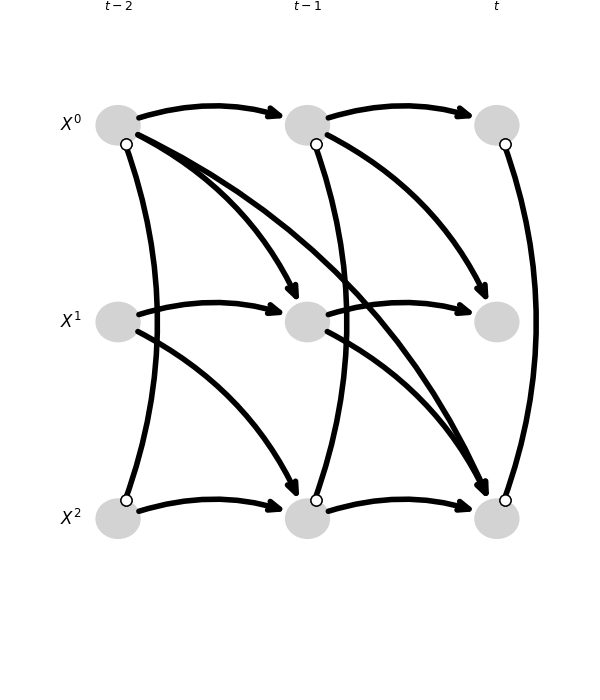 t − 2 t − 1 t
X⁰
X¹
X²